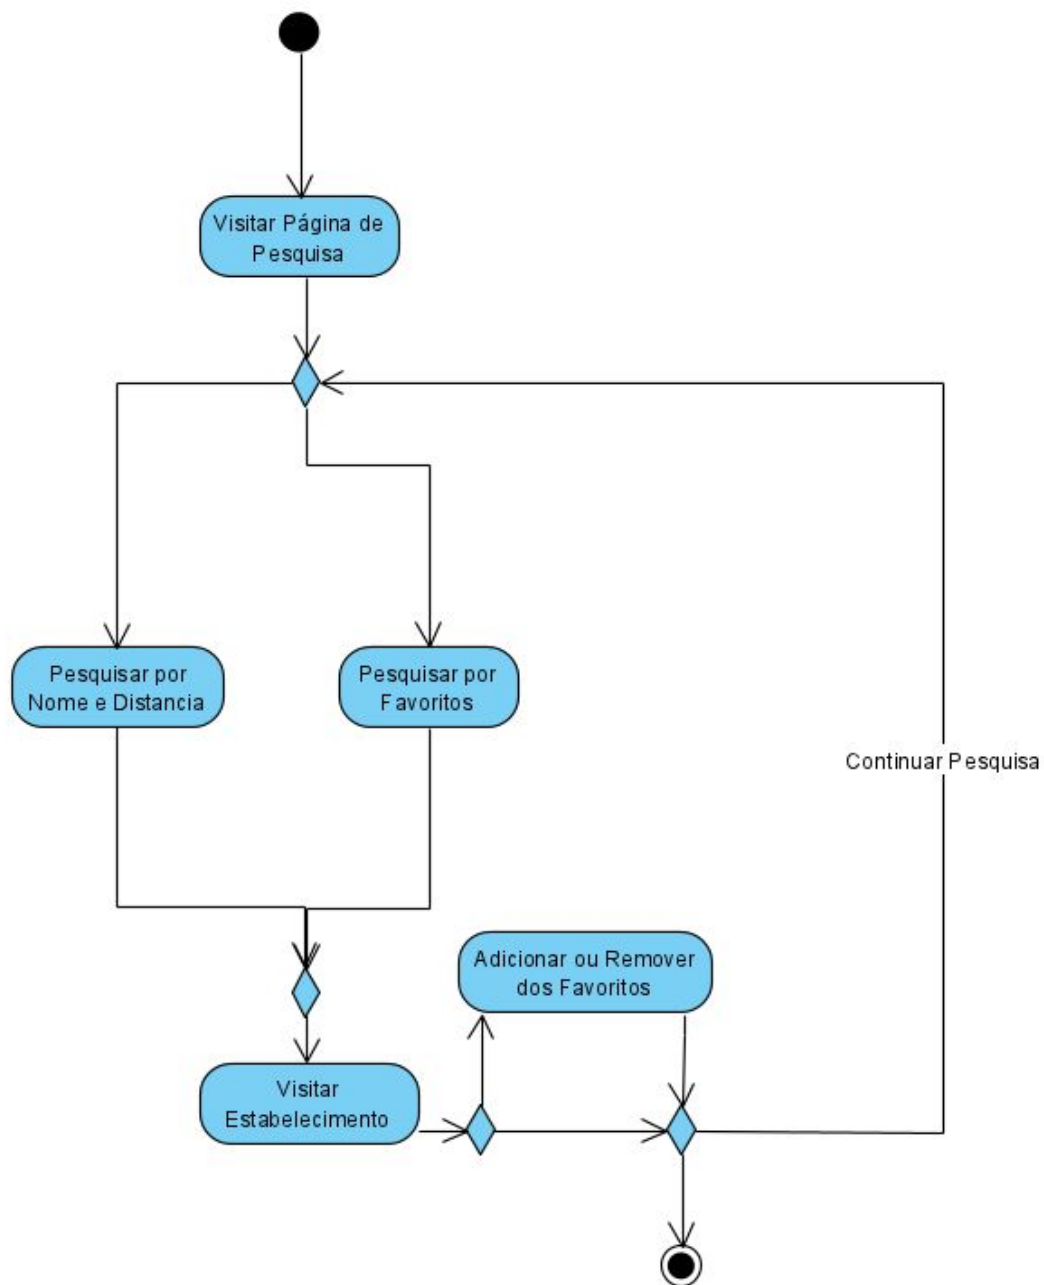 Visitar Página de
Pesquisa
Pesquisar por
Nome e Distancia
Pesquisar por
Favoritos
Continuar Pesquisa
Adicionar ou Remover
dos Favoritos
Visitar
Estabelecimento